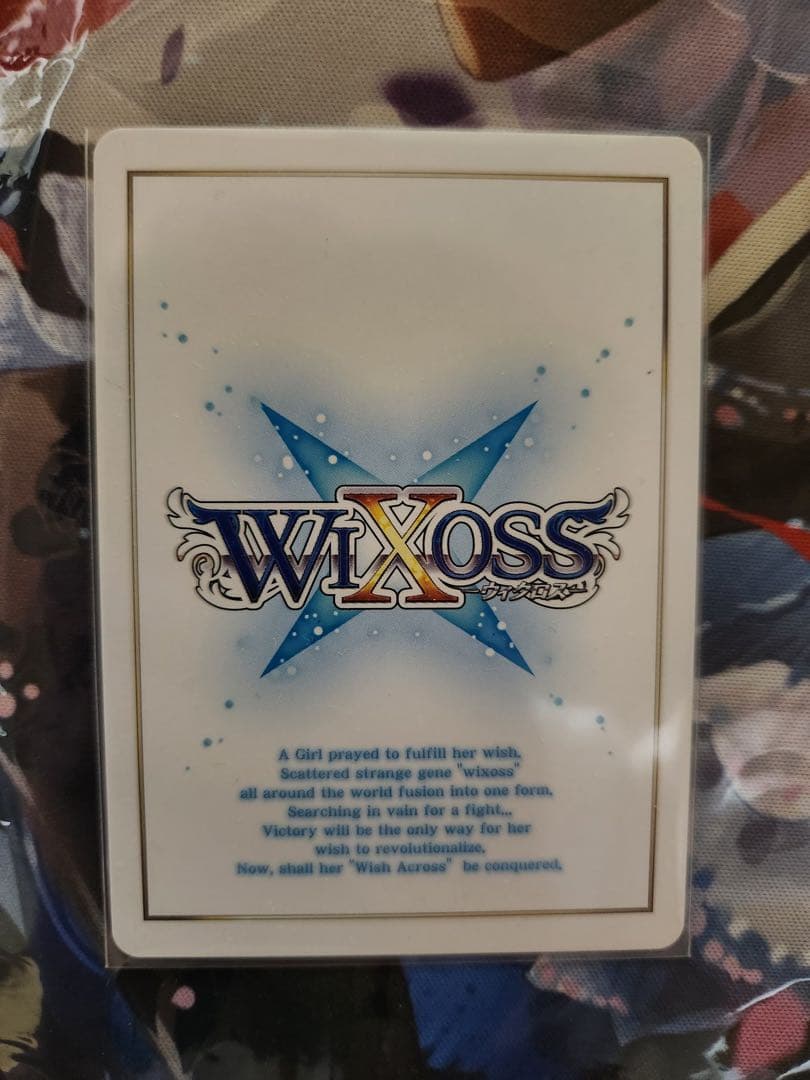 WIXOSS
-ウィクロス-
A Girl prayed to fulfill her wish.
Scattered strange gene "wixoss"
all around the world fusion into one form.
Searching in vain for a fight...
Victory will be the only way for her
wish to revolutionalize.
Now, shall her "Wish Across" be conquered.